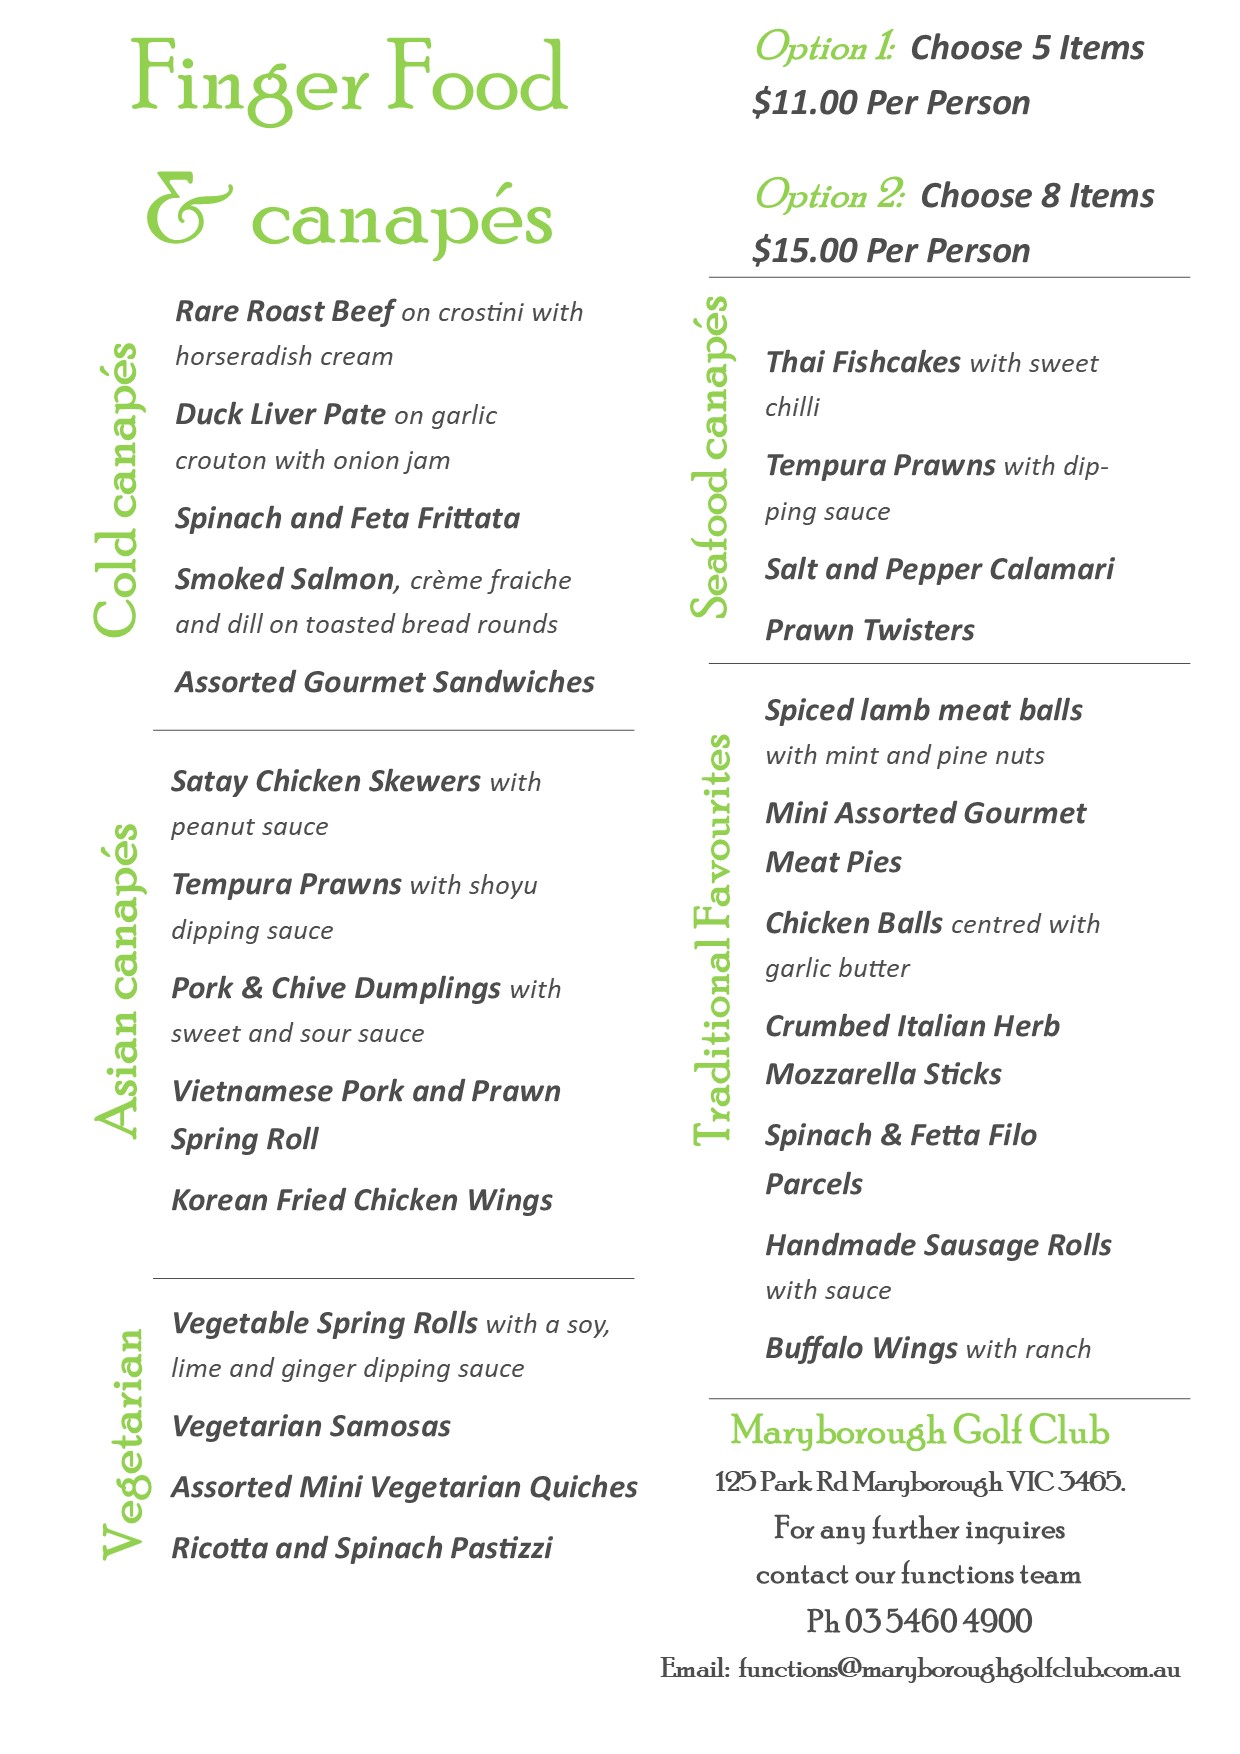 Finger Food
& canapés
Option 1: Choose 5 Items
$11.00 Per Person
Option 2: Choose 8 Items
$15.00 Per Person
Cold canapés
Rare Roast Beef on crostini with
horseradish cream
Duck Liver Pate on garlic
crouton with onion jam
Spinach and Feta Frittata
Smoked Salmon, crème fraiche
and dill on toasted bread rounds
Assorted Gourmet Sandwiches
Asian canapés
Satay Chicken Skewers with
peanut sauce
Tempura Prawns with shoyu
dipping sauce
Pork & Chive Dumplings with
sweet and sour sauce
Vietnamese Pork and Prawn
Spring Roll
Korean Fried Chicken Wings
Vegetarian
Vegetable Spring Rolls with a soy,
lime and ginger dipping sauce
Vegetarian Samosas
Assorted Mini Vegetarian Quiches
Ricotta and Spinach Pastizzi
Seafood canapés
Thai Fishcakes with sweet
chilli
Tempura Prawns with dip-
ping sauce
Salt and Pepper Calamari
Prawn Twisters
Traditional Favourites
Spiced lamb meat balls
with mint and pine nuts
Mini Assorted Gourmet
Meat Pies
Chicken Balls centred with
garlic butter
Crumbed Italian Herb
Mozzarella Sticks
Spinach & Fetta Filo
Parcels
Handmade Sausage Rolls
with sauce
Buffalo Wings with ranch
Maryborough Golf Club
125 Park Rd Maryborough VIC 3465.
For any further inquires
contact our functions team
Ph 03 5460 4900
Email: functions@maryboroughgolfclub.com.au